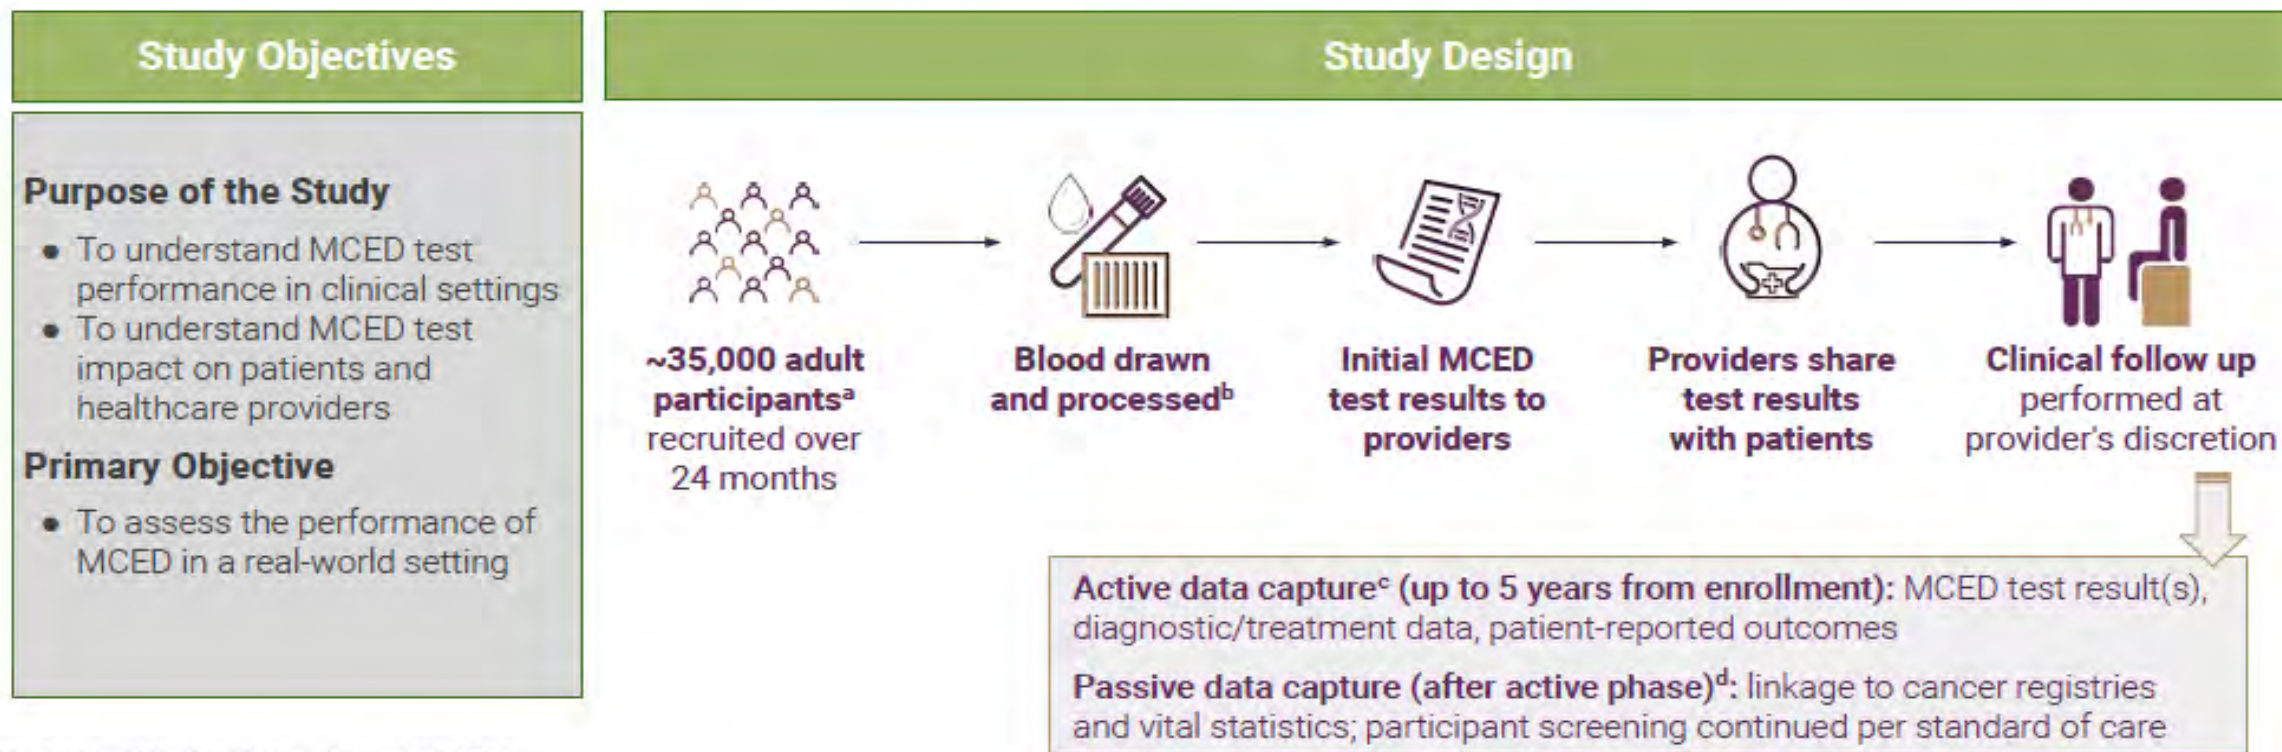 Study Objectives
Study Design
Purpose of the Study
● To understand MCED test
performance in clinical settings
● To understand MCED test
impact on patients and
healthcare providers
Primary Objective
● To assess the performance of
MCED in a real-world setting
~35,000 adult
participantsᵃ
recruited over
24 months
Blood drawn
and processedᵇ
Initial MCED
test results to
providers
Providers share
test results
with patients
Clinical follow up
performed at
provider's discretion
Active data captureᶜ (up to 5 years from enrollment): MCED test result(s),
diagnostic/treatment data, patient-reported outcomes
Passive data capture (after active phase)ᵈ: linkage to cancer registries
and vital statistics; participant screening continued per standard of care